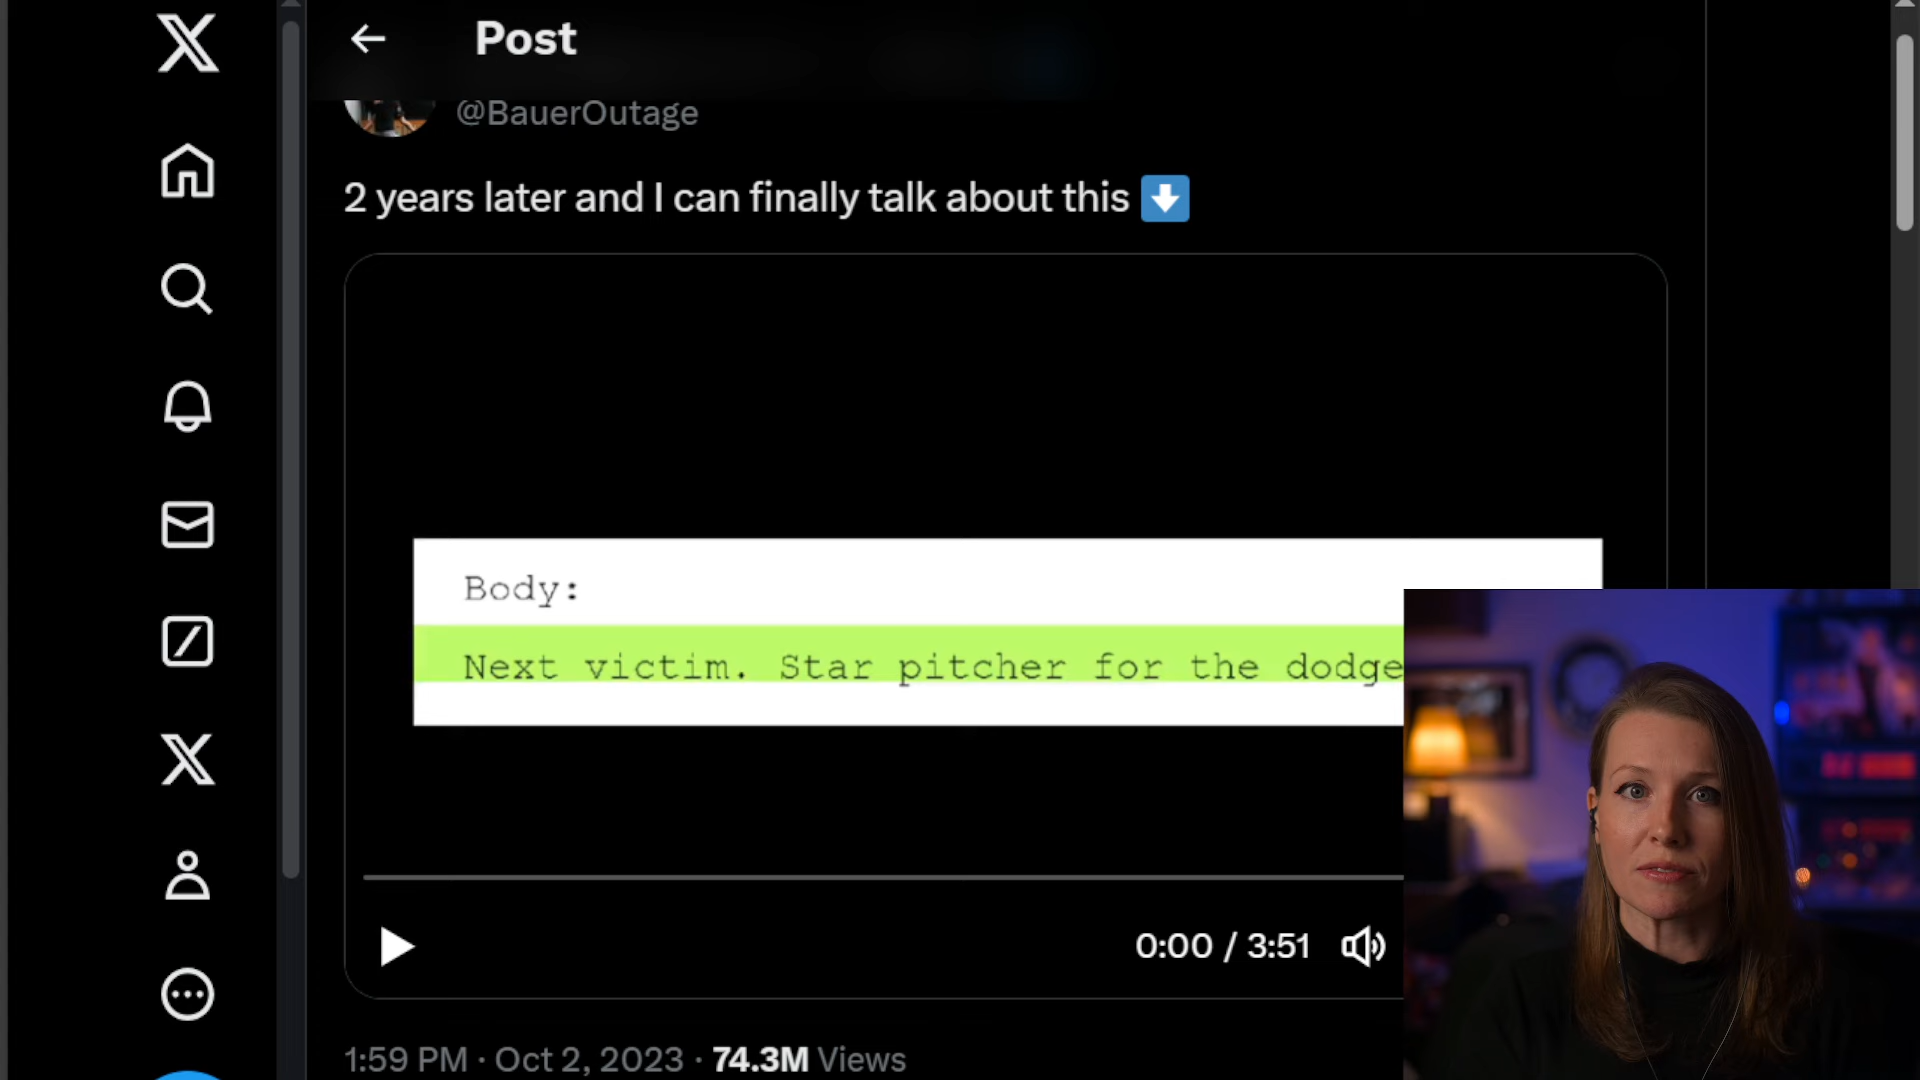 Post
@BauerOutage
2 years later and I can finally talk about this
Body:
Next victim. Star pitcher for the dodge
0:00 / 3:51
1:59 PM · Oct 2, 2023 · 74.3M Views